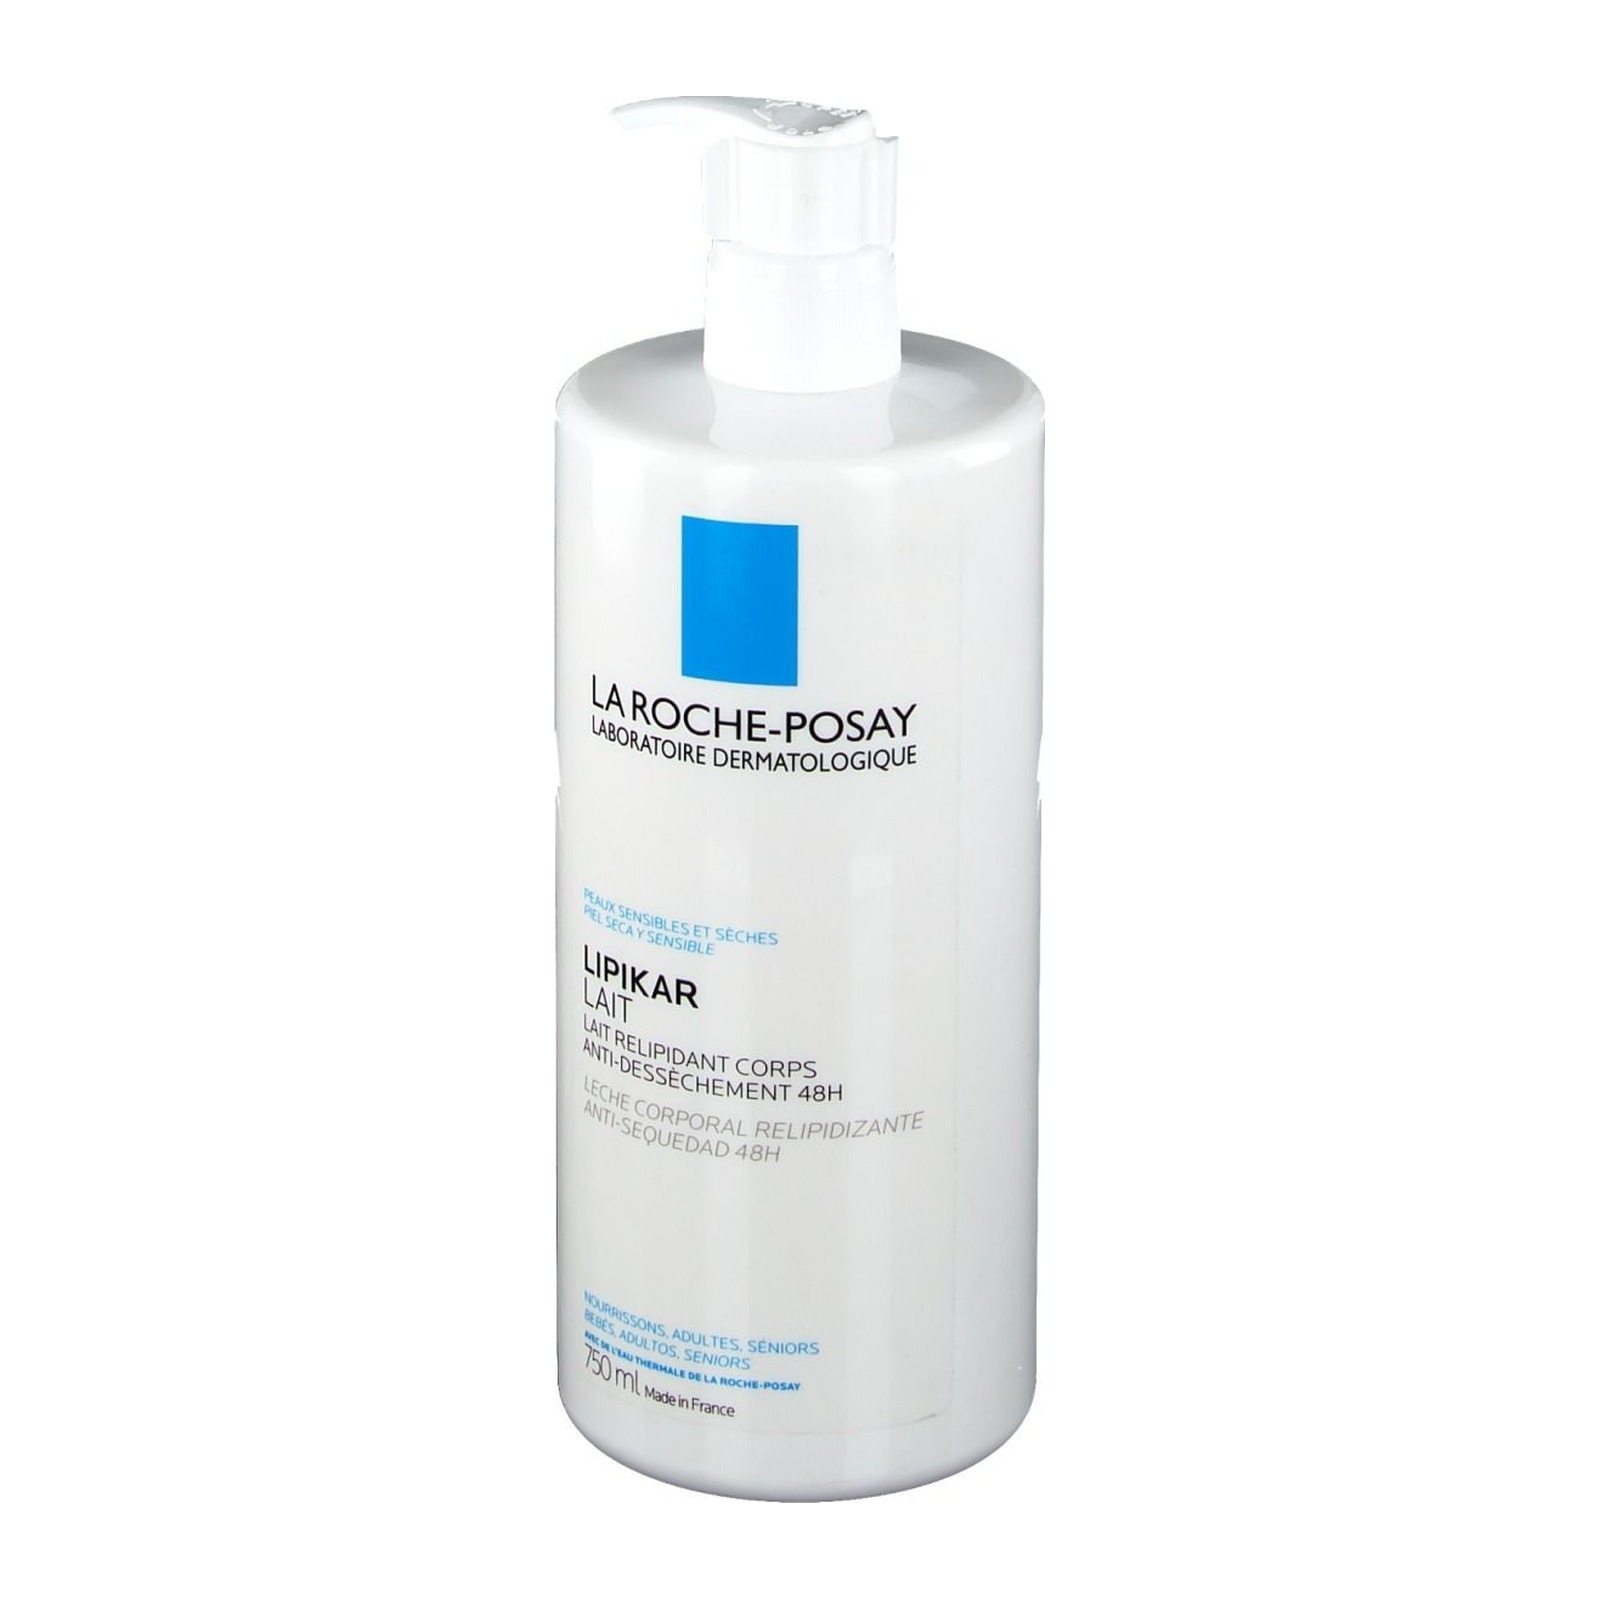 LA ROCHE-POSAY
LABORATOIRE DERMATOLOGIQUE
PEAUX SENSIBLES ET SÈCHES
PIEL SECA Y SENSIBLE
LIPIKAR
LAIT
LAIT RELIPIDANT CORPS
ANTI-DESSÈCHEMENT 48H
LECHE CORPORAL RELIPIDIZANTE
ANTI-SEQUEDAD 48H
NOURRISSONS, ADULTES, SÉNIORS
BEBÉS, ADULTOS, SENIORS
AVEC DE L'EAU THERMALE DE LA ROCHE-POSAY
750 ml Made in France